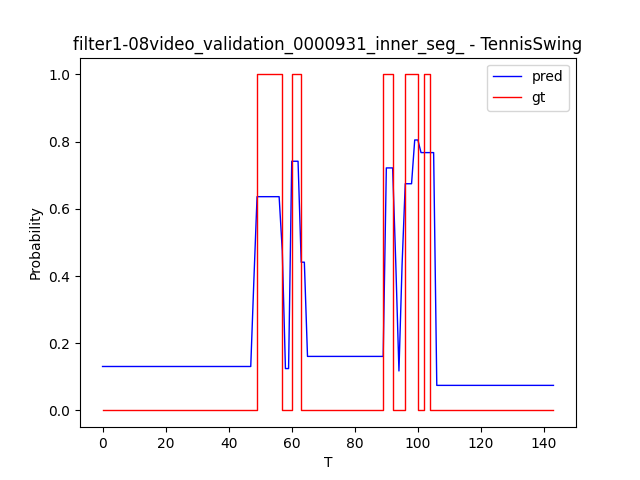 filter1-08video_validation_0000931_inner_seg_ - TennisSwing
pred
gt
1.0
0.8
0.6
0.4
0.2
0.0
Probability
0 20 40 60 80 100 120 140
T